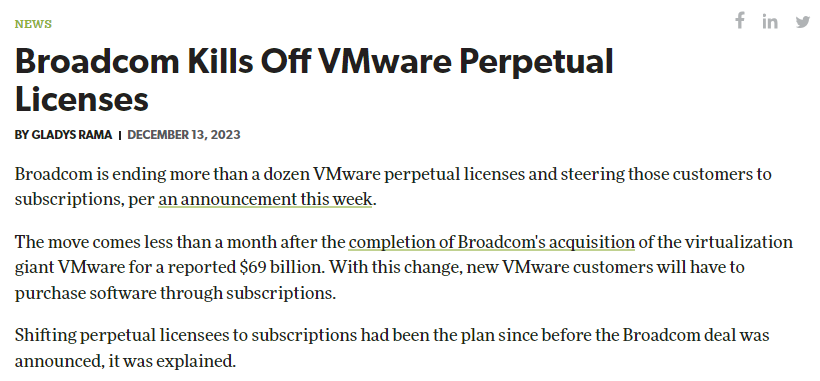 NEWS
Broadcom Kills Off VMware Perpetual
Licenses
BY GLADYS RAMA | DECEMBER 13, 2023
Broadcom is ending more than a dozen VMware perpetual licenses and steering those customers to
subscriptions, per an announcement this week.
The move comes less than a month after the completion of Broadcom's acquisition of the virtualization
giant VMware for a reported $69 billion. With this change, new VMware customers will have to
purchase software through subscriptions.
Shifting perpetual licensees to subscriptions had been the plan since before the Broadcom deal was
announced, it was explained.